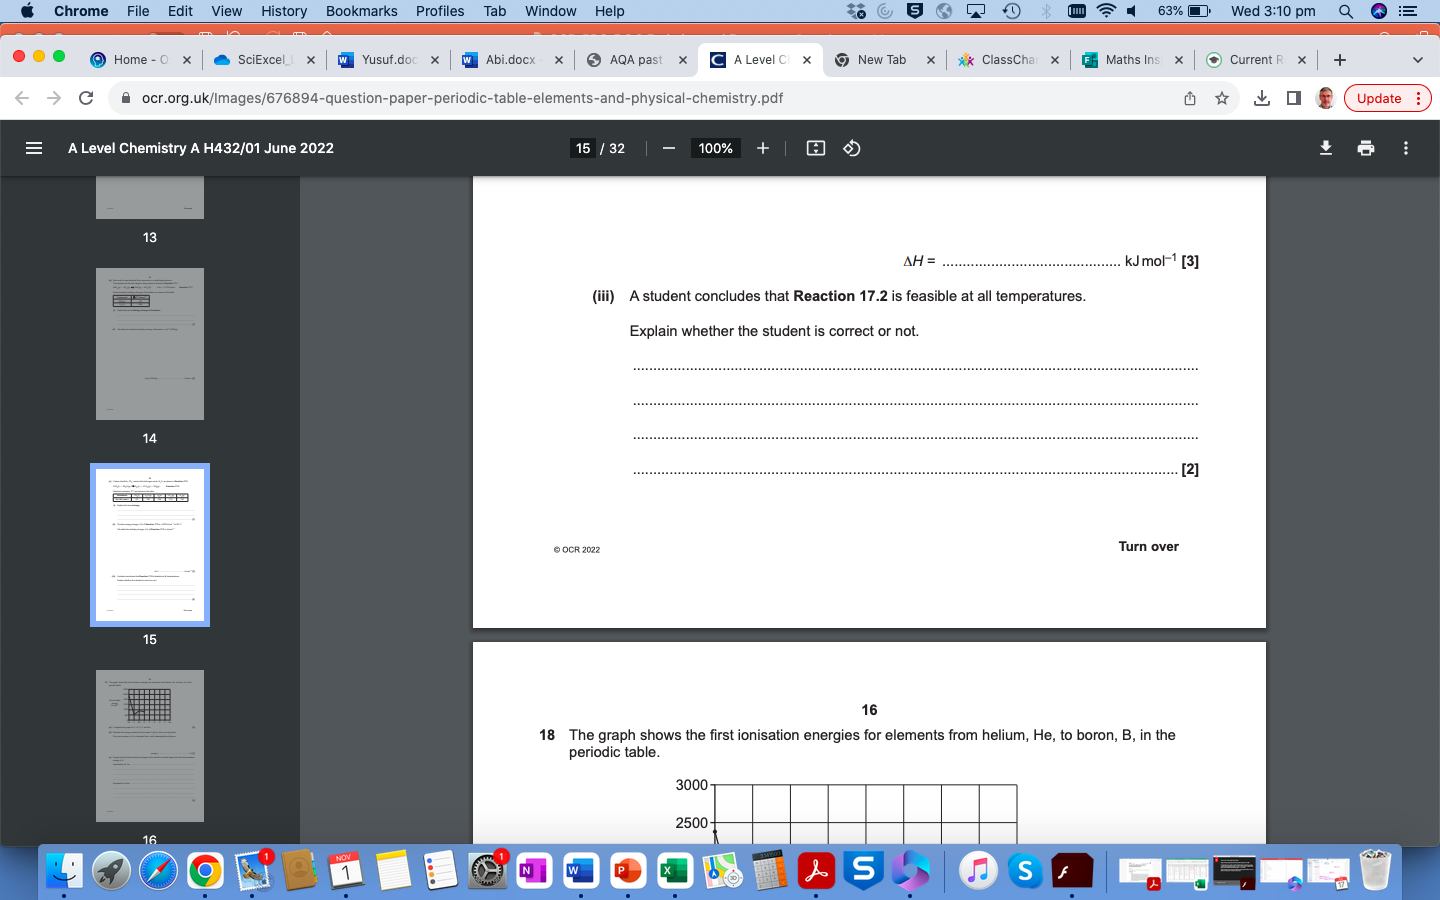 Chrome File Edit View History Bookmarks Profiles Tab Window Help 63% Wed 3:10 pm
Home - O SciExcel_ Yusuf.doc Abi.docx AQA past A Level C New Tab ClassCha Maths Ins Current R
ocr.org.uk/Images/676894-question-paper-periodic-table-elements-and-physical-chemistry.pdf Update
A Level Chemistry A H432/01 June 2022 15 / 32 100%
13
14
15
16
ΔH = ............................................ kJ mol⁻¹ [3]
(iii) A student concludes that Reaction 17.2 is feasible at all temperatures.
Explain whether the student is correct or not.
[2]
© OCR 2022 Turn over
16
18 The graph shows the first ionisation energies for elements from helium, He, to boron, B, in the
periodic table.
3000
2500
1
NOV
1
1